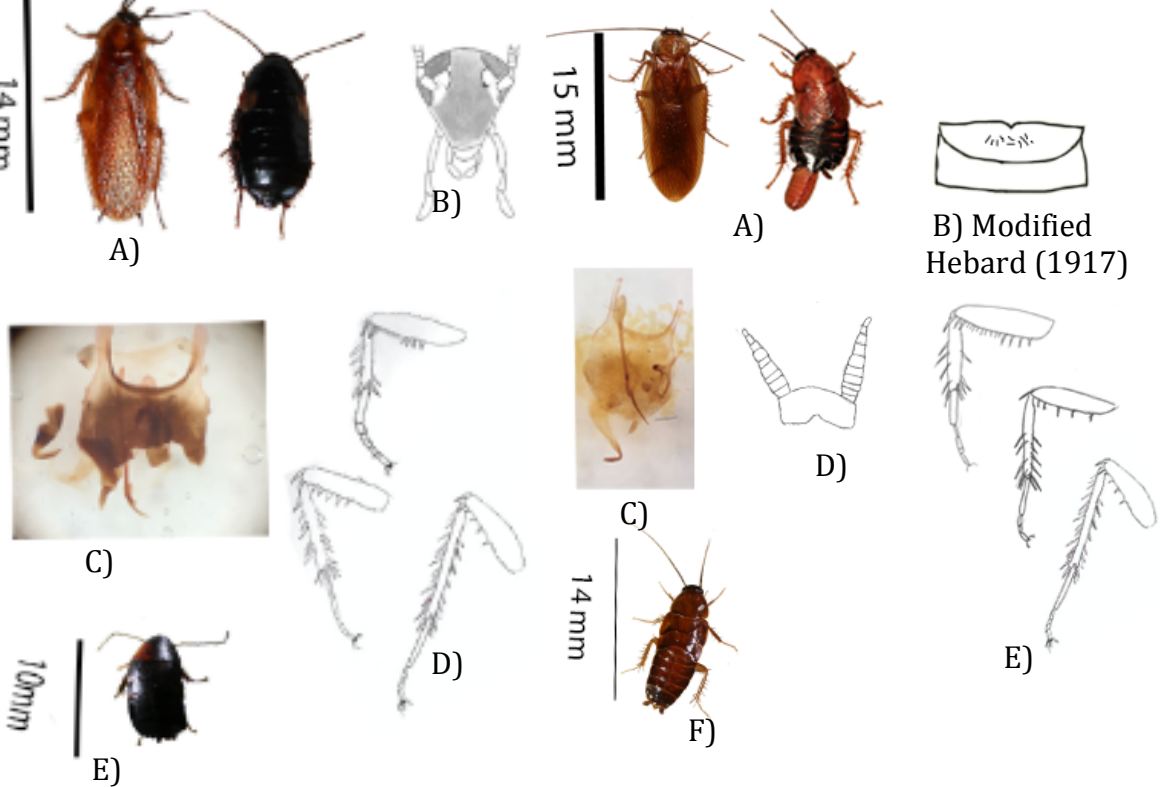 14 mm
A)
B)
C)
D)
10mm
E)
15 mm
A)
B) Modified
Hebard (1917)
C)
D)
E)
14 mm
F)